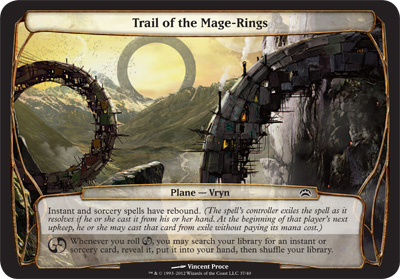 Trail of the Mage-Rings
Plane — Vryn
Instant and sorcery spells have rebound. (The spell's controller exiles the spell as it
resolves if he or she cast it from his or her hand. At the beginning of that player's next
upkeep, he or she may cast that card from exile without paying its mana cost.)
Whenever you roll , you may search your library for an instant or
sorcery card, reveal it, put it into your hand, then shuffle your library.
Vincent Proce
™ & © 1993–2012 Wizards of the Coast LLC 37/40